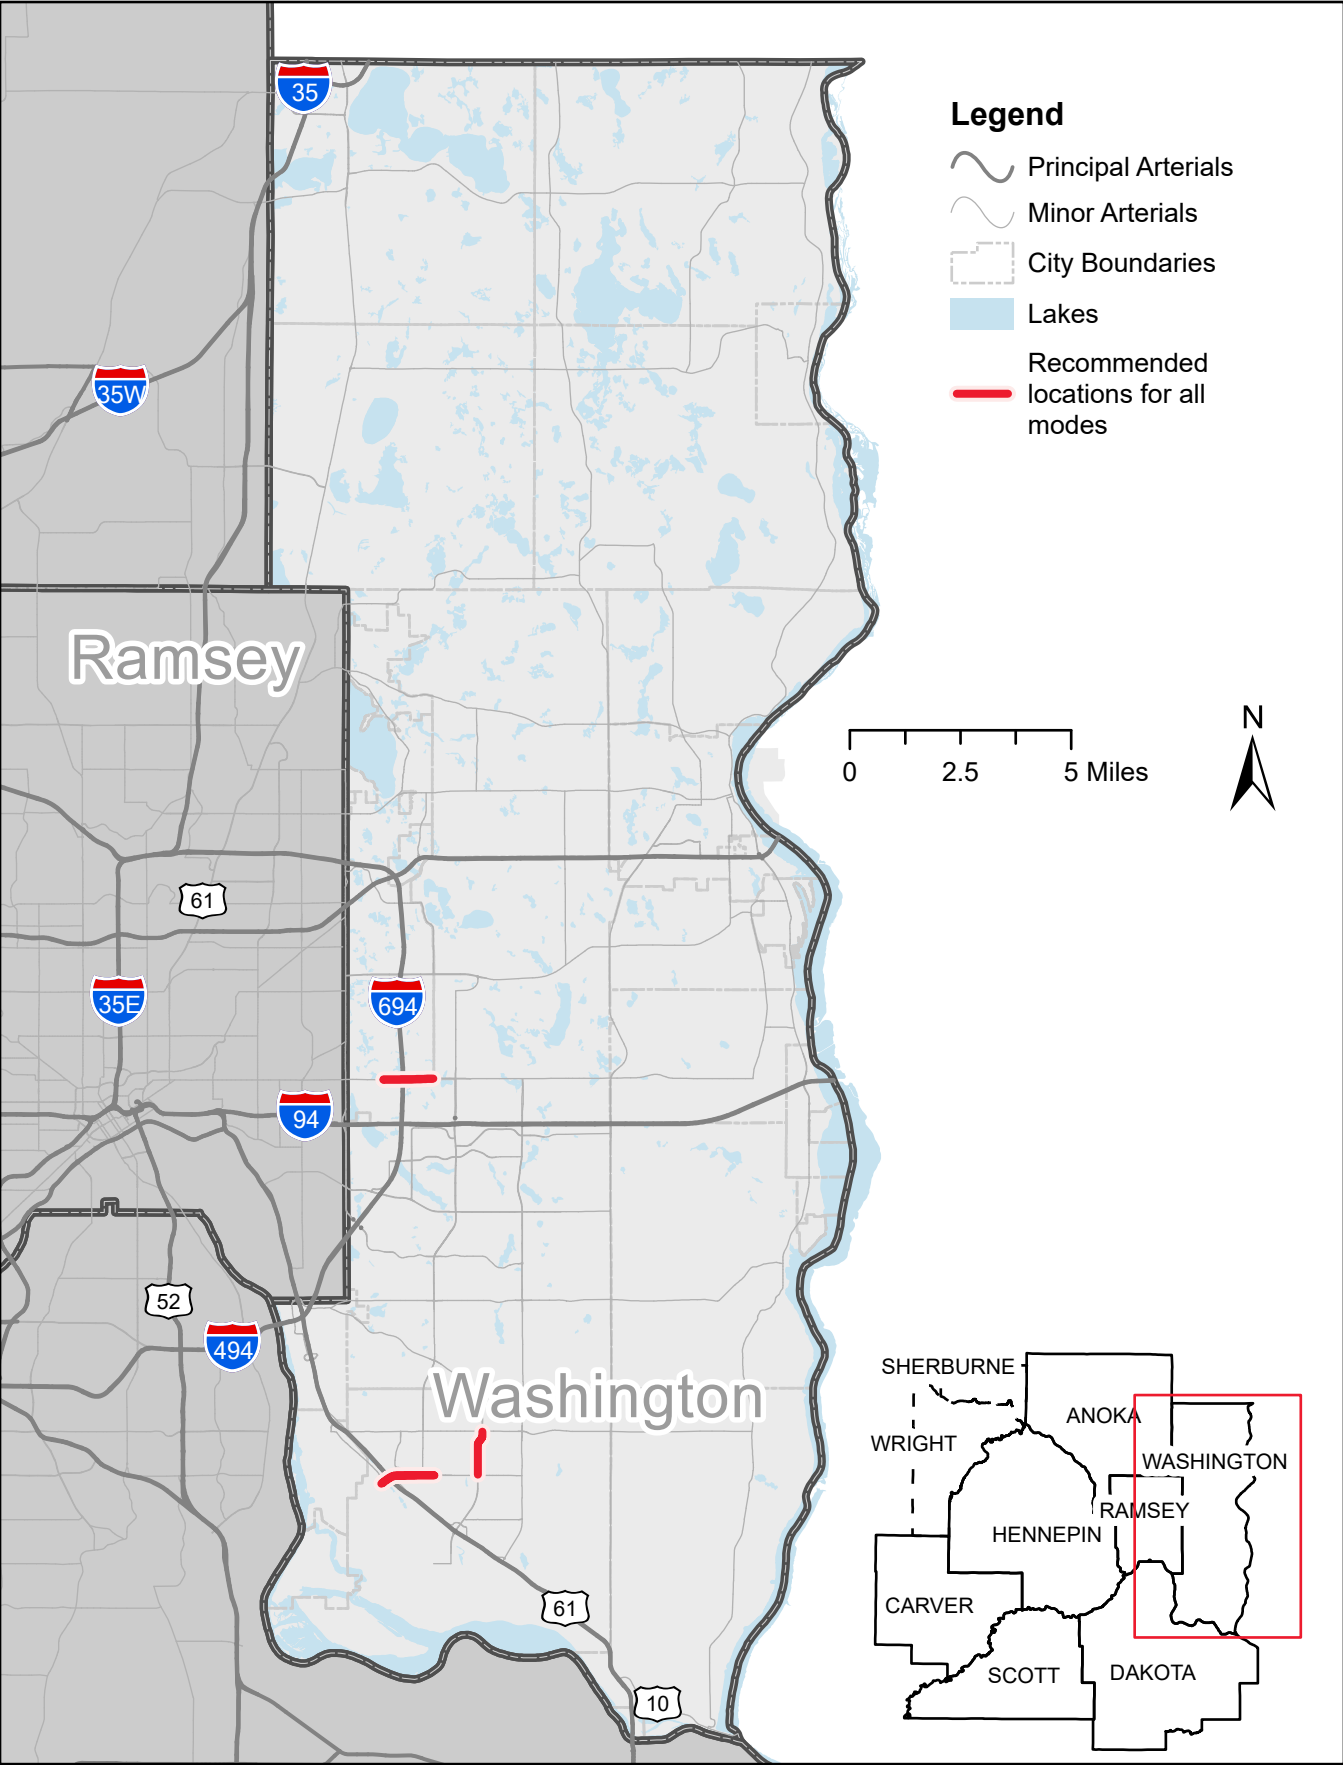 35
Legend
Principal Arterials
Minor Arterials
City Boundaries
Lakes
Recommended
locations for all
modes
35W
Ramsey
N
0 2.5 5 Miles
61
35E
694
94
52
494
Washington
61
10
SHERBURNE
ANOKA
WRIGHT
WASHINGTON
RAMSEY
HENNEPIN
CARVER
SCOTT
DAKOTA